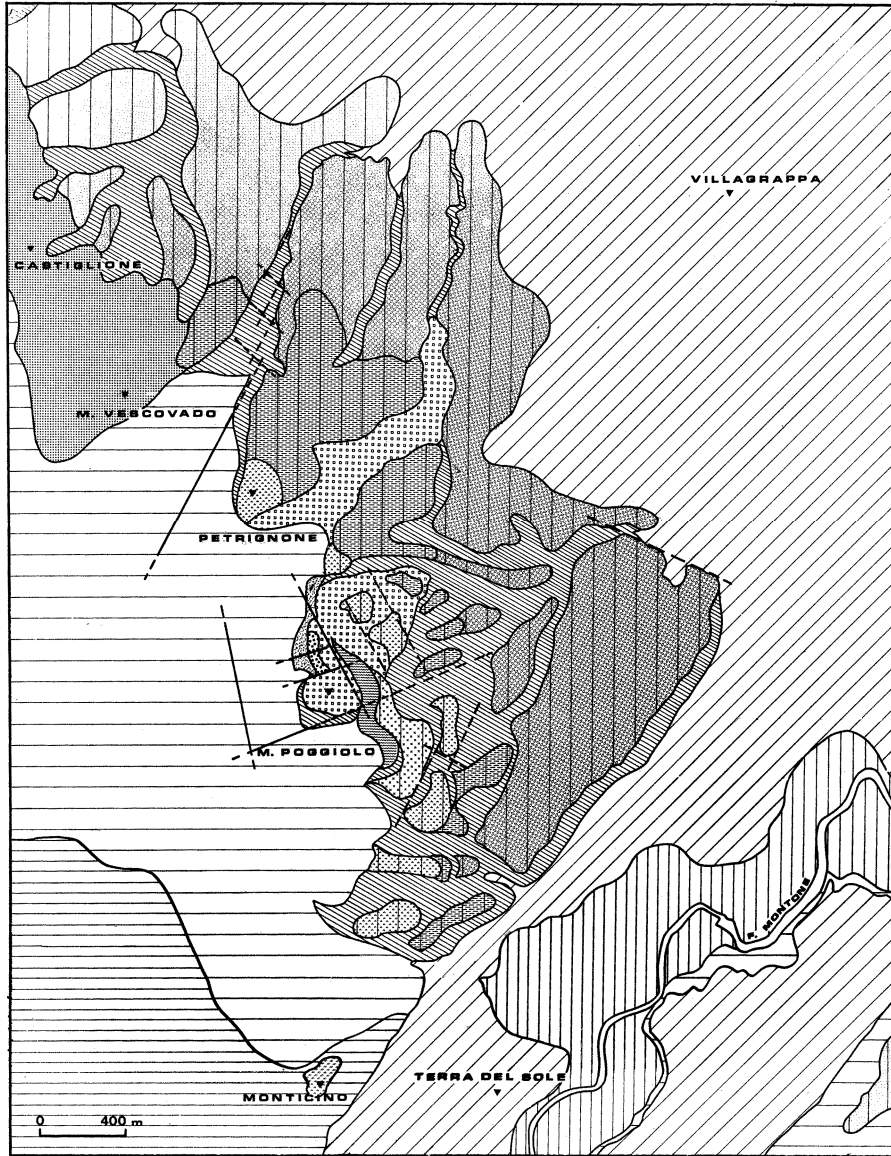 VILLAGRAPPA
CASTIGLIONE
M. VESCOVADO
PETRIGNONE
M. POGGIOLO
F. MONTONE
TERRA DEL SOLE
MONTICINO
0 400 m